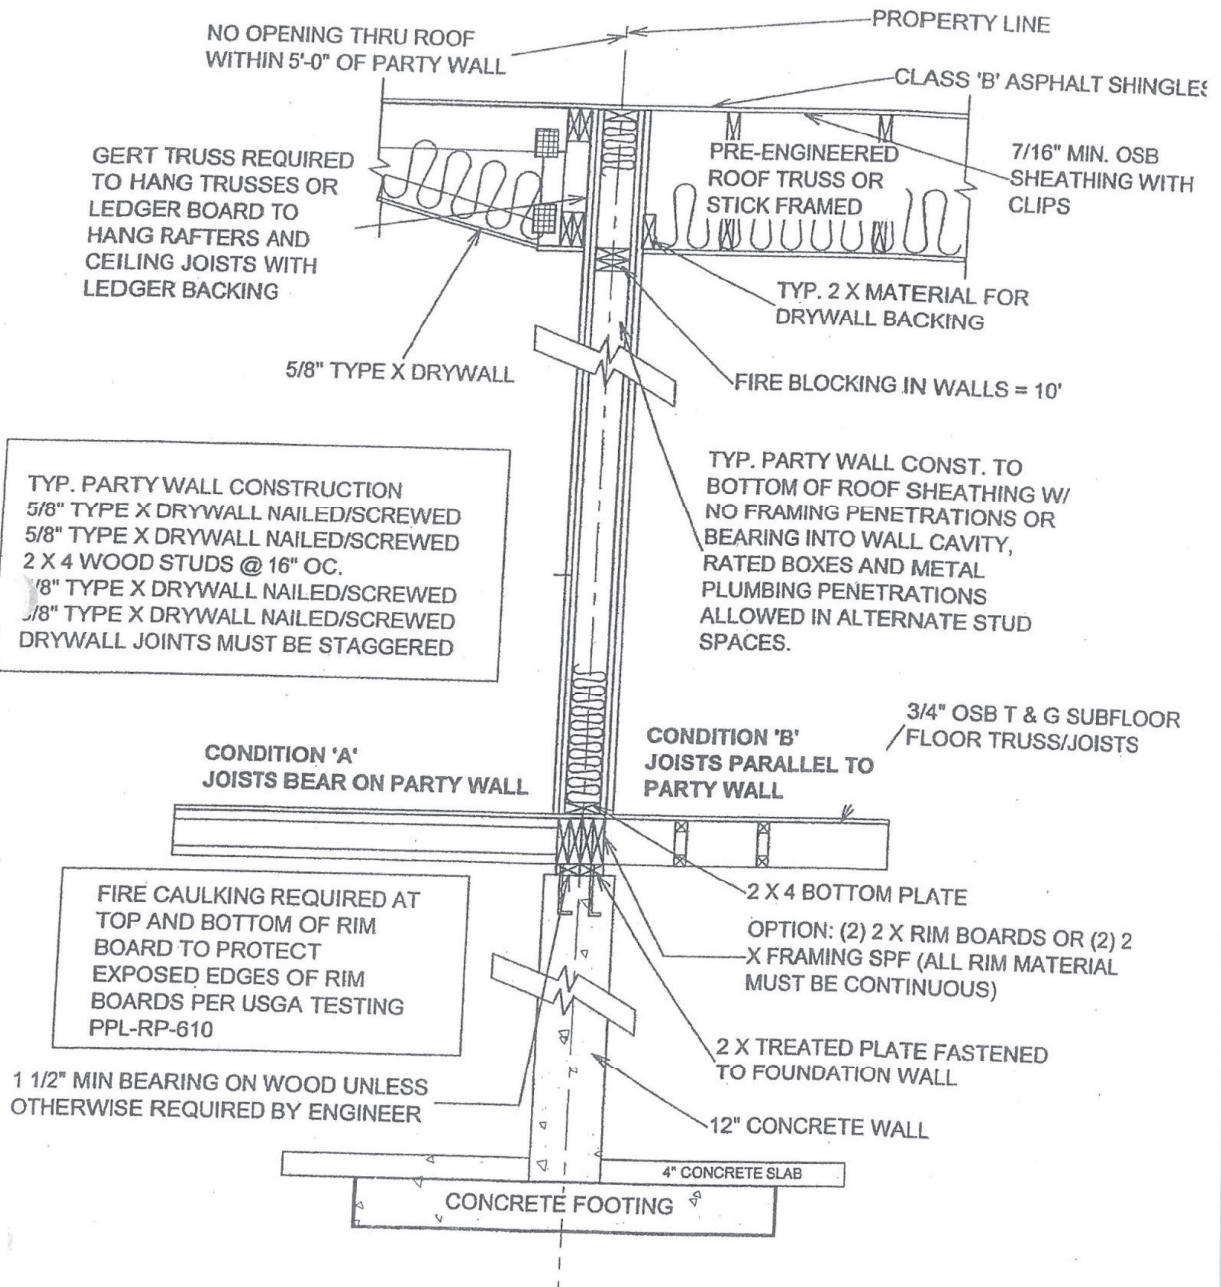 NO OPENING THRU ROOF
WITHIN 5'-0" OF PARTY WALL
PROPERTY LINE
CLASS 'B' ASPHALT SHINGLES
GERT TRUSS REQUIRED
TO HANG TRUSSES OR
LEDGER BOARD TO
HANG RAFTERS AND
CEILING JOISTS WITH
LEDGER BACKING
PRE-ENGINEERED
ROOF TRUSS OR
STICK FRAMED
7/16" MIN. OSB
SHEATHING WITH
CLIPS
TYP. 2 X MATERIAL FOR
DRYWALL BACKING
5/8" TYPE X DRYWALL
FIRE BLOCKING IN WALLS = 10'
TYP. PARTY WALL CONSTRUCTION
5/8" TYPE X DRYWALL NAILED/SCREWED
5/8" TYPE X DRYWALL NAILED/SCREWED
2 X 4 WOOD STUDS @ 16" OC.
/8" TYPE X DRYWALL NAILED/SCREWED
/8" TYPE X DRYWALL NAILED/SCREWED
DRYWALL JOINTS MUST BE STAGGERED
TYP. PARTY WALL CONST. TO
BOTTOM OF ROOF SHEATHING W/
NO FRAMING PENETRATIONS OR
BEARING INTO WALL CAVITY,
RATED BOXES AND METAL
PLUMBING PENETRATIONS
ALLOWED IN ALTERNATE STUD
SPACES.
CONDITION 'A'
JOISTS BEAR ON PARTY WALL
CONDITION 'B'
JOISTS PARALLEL TO
PARTY WALL
3/4" OSB T & G SUBFLOOR
FLOOR TRUSS/JOISTS
FIRE CAULKING REQUIRED AT
TOP AND BOTTOM OF RIM
BOARD TO PROTECT
EXPOSED EDGES OF RIM
BOARDS PER USGA TESTING
PPL-RP-610
2 X 4 BOTTOM PLATE
OPTION: (2) 2 X RIM BOARDS OR (2) 2
X FRAMING SPF (ALL RIM MATERIAL
MUST BE CONTINUOUS)
1 1/2" MIN BEARING ON WOOD UNLESS
OTHERWISE REQUIRED BY ENGINEER
2 X TREATED PLATE FASTENED
TO FOUNDATION WALL
12" CONCRETE WALL
4" CONCRETE SLAB
CONCRETE FOOTING